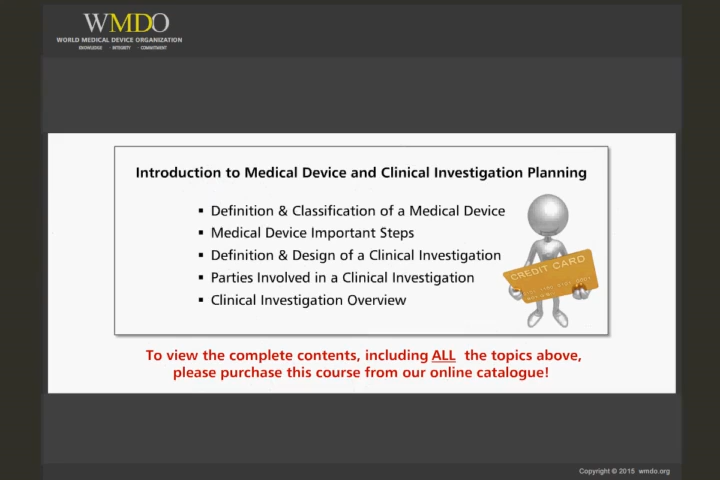 WMDO
WORLD MEDICAL DEVICE ORGANIZATION
KNOWLEDGE · INTEGRITY · COMMITMENT
Introduction to Medical Device and Clinical Investigation Planning
▪ Definition & Classification of a Medical Device
▪ Medical Device Important Steps
▪ Definition & Design of a Clinical Investigation
▪ Parties Involved in a Clinical Investigation
▪ Clinical Investigation Overview
CREDIT CARD
To view the complete contents, including ALL the topics above,
please purchase this course from our online catalogue!
Copyright © 2015 wmdo.org